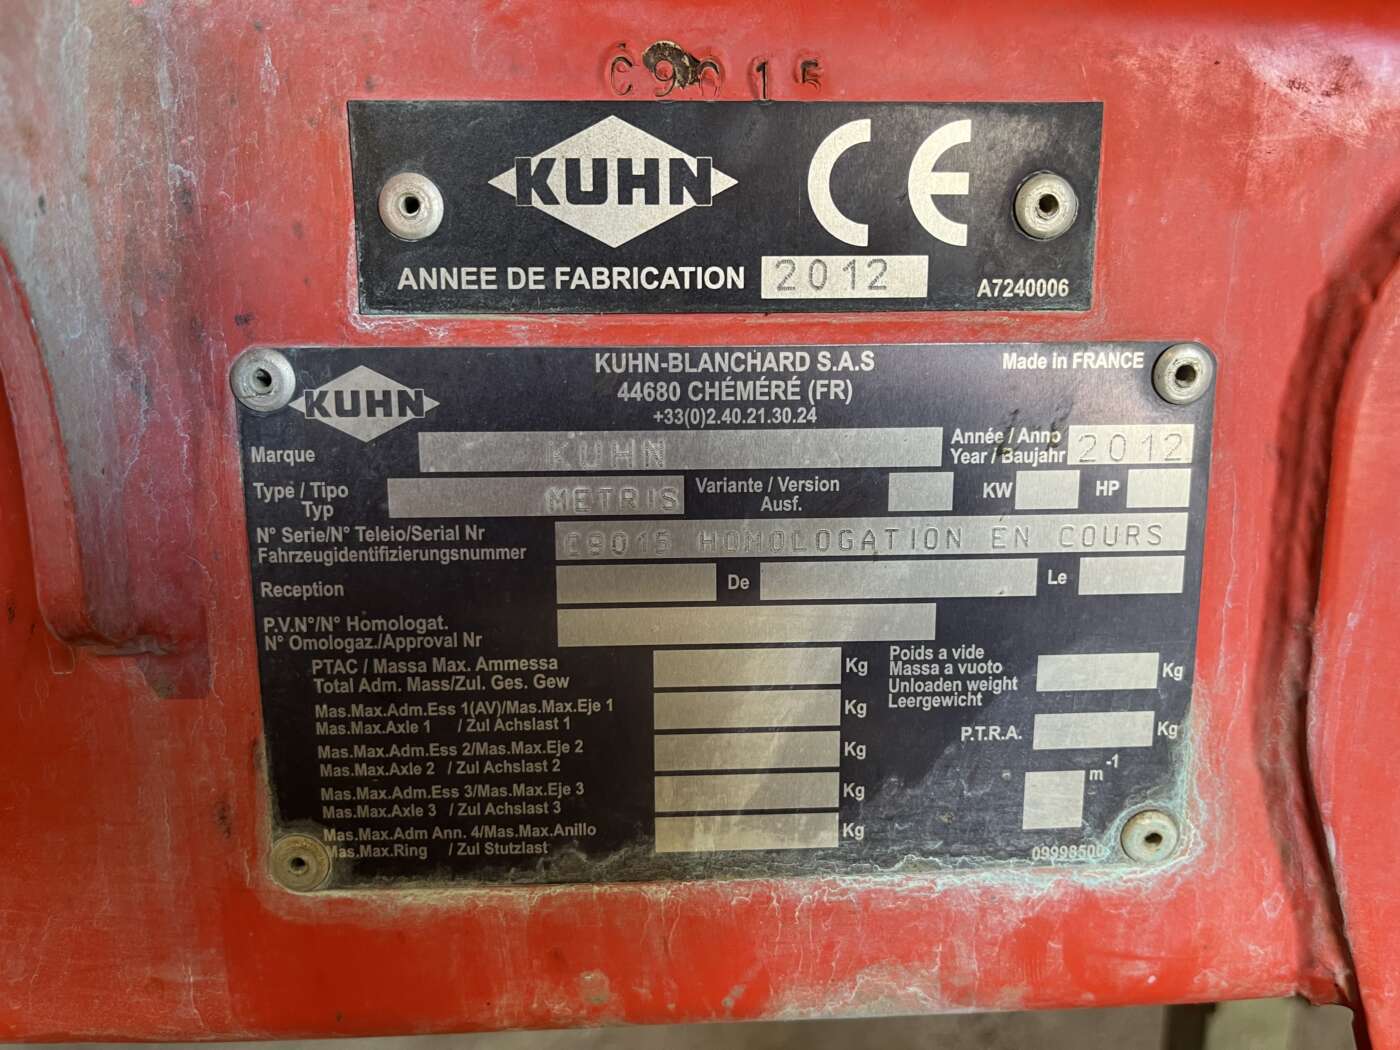 C9015
KUHN CE
ANNEE DE FABRICATION 2012 A7240006
KUHN
KUHN-BLANCHARD S.A.S
44680 CHÉMÉRÉ (FR)
+33(0)2.40.21.30.24
Made in FRANCE
Marque KUHN
Année / Anno
Year / Baujahr 2012
Type / Tipo
Typ METRIS
Variante / Version
Ausf.
KW HP
N° Serie/N° Teleio/Serial Nr
Fahrzeugidentifizierungsnummer
C9015 HOMOLOGATION EN COURS
Reception De Le
P.V.N°/N° Homologat.
N° Omologaz./Approval Nr
PTAC / Massa Max. Ammessa
Total Adm. Mass/Zul. Ges. Gew
Kg
Poids a vide
Massa a vuoto
Unloaden weight
Leergewicht
Kg
Mas.Max.Adm.Ess 1(AV)/Mas.Max.Eje 1
Mas.Max.Axle 1 / Zul Achslast 1
Kg
P.T.R.A. Kg
Mas.Max.Adm.Ess 2/Mas.Max.Eje 2
Mas.Max.Axle 2 / Zul Achslast 2
Kg
m-1
Mas.Max.Adm.Ess 3/Mas.Max.Eje 3
Mas.Max.Axle 3 / Zul Achslast 3
Kg
Mas.Max.Adm Ann. 4/Mas.Max.Anillo
Mas.Max.Ring / Zul Stutzlast
Kg
09998500